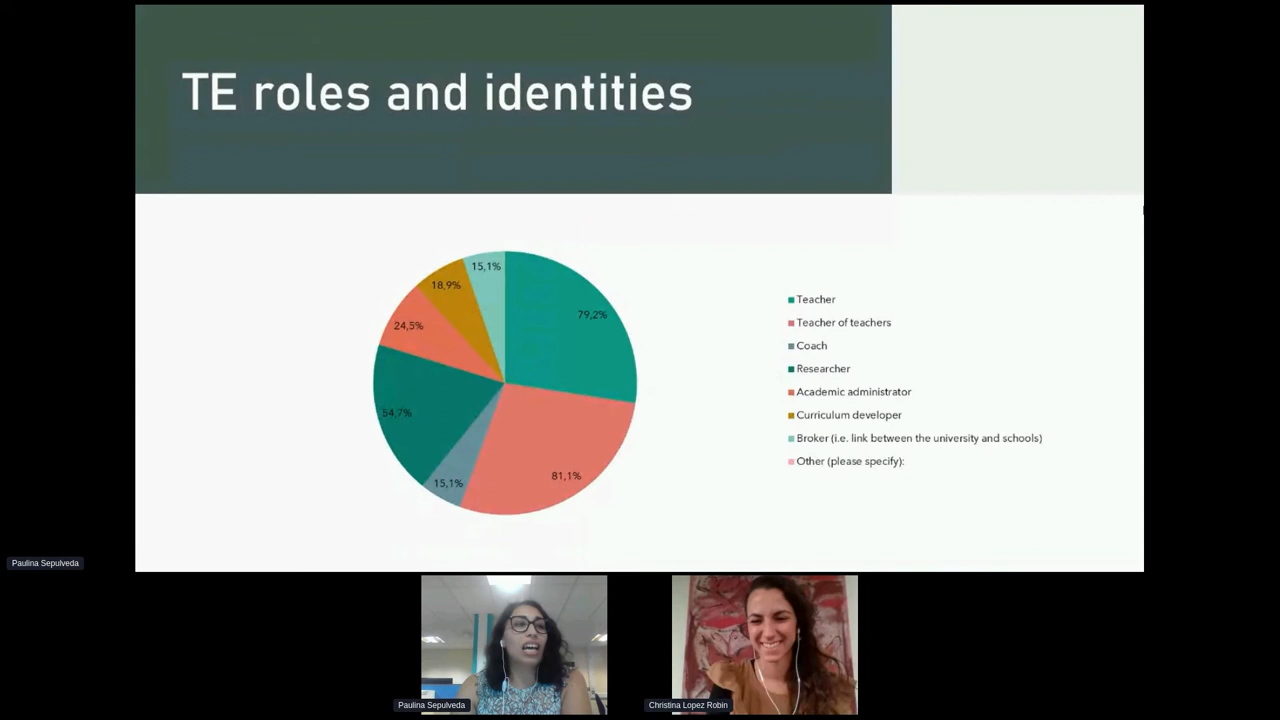 TE roles and identities
15,1%
18,9%
79,2%
24,5%
54,7%
81,1%
15,1%
Teacher
Teacher of teachers
Coach
Researcher
Academic administrator
Curriculum developer
Broker (i.e. link between the university and schools)
Other (please specify):
Paulina Sepulveda
Paulina Sepulveda
Christina Lopez Robin